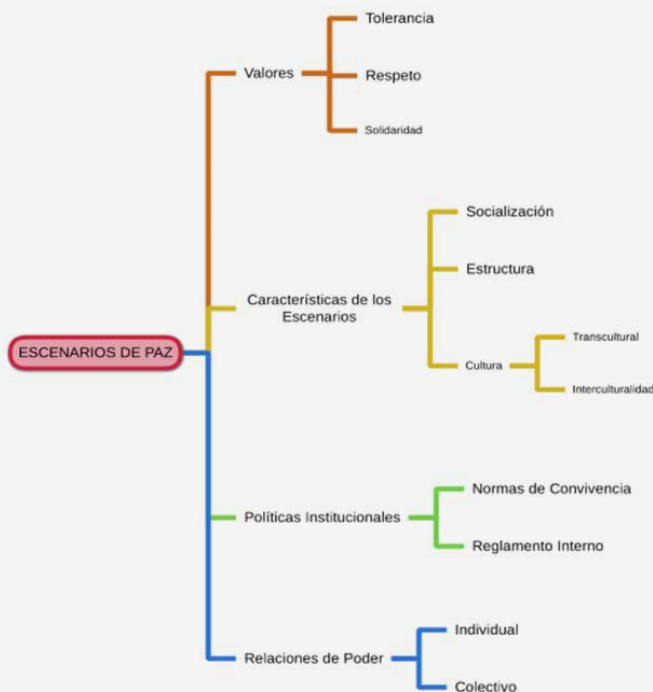 Tolerancia
Valores
Respeto
Solidaridad
Socialización
Estructura
Características de los
Escenarios
Transcultural
Cultura
Interculturalidad
ESCENARIOS DE PAZ
Normas de Convivencia
Políticas Institucionales
Reglamento Interno
Individual
Relaciones de Poder
Colectivo